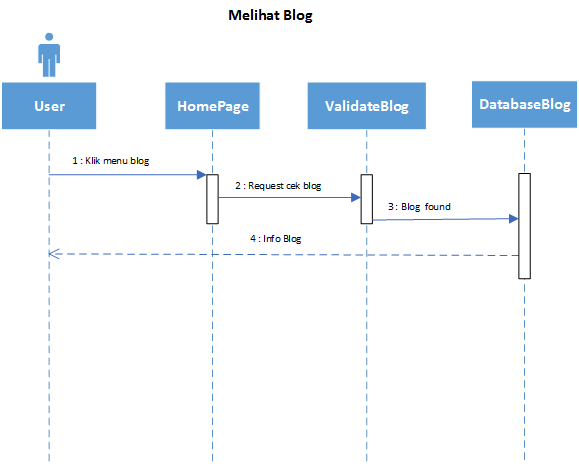 Melihat Blog
User
HomePage
ValidateBlog
DatabaseBlog
1 : Klik menu blog
2 : Request cek blog
3 : Blog found
4 : Info Blog